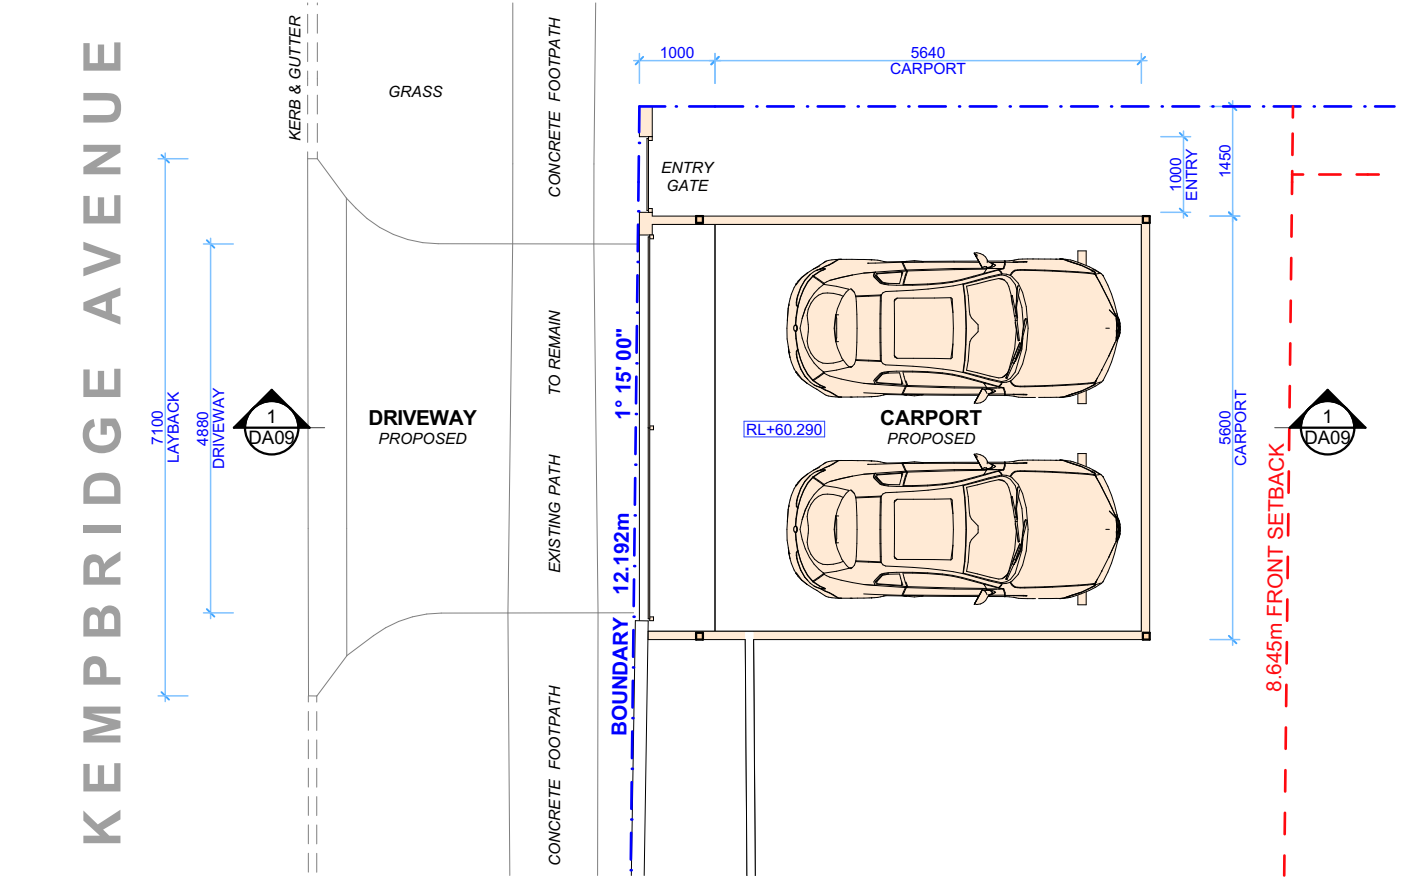 KEMPBRIDGE AVENUE
KERB & GUTTER
GRASS
CONCRETE FOOTPATH
1000
5640
CARPORT
ENTRY
GATE
1000
ENTRY
1450
7100
LAYBACK
4880
DRIVEWAY
1
DA09
DRIVEWAY
PROPOSED
EXISTING PATH TO REMAIN
BOUNDARY 12.192m 1° 15' 00"
RL+60.290
CARPORT
PROPOSED
5600
CARPORT
1
DA09
8.645m FRONT SETBACK
CONCRETE FOOTPATH